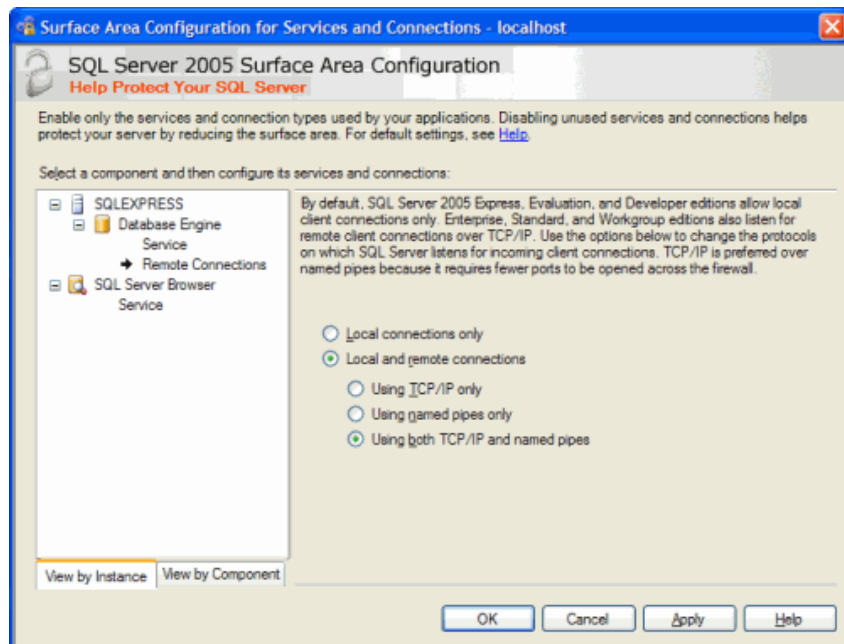 Surface Area Configuration for Services and Connections - localhost
SQL Server 2005 Surface Area Configuration
Help Protect Your SQL Server
Enable only the services and connection types used by your applications. Disabling unused services and connections helps
protect your server by reducing the surface area. For default settings, see Help.
Select a component and then configure its services and connections:
SQLEXPRESS
Database Engine
Service
Remote Connections
SQL Server Browser
Service
By default, SQL Server 2005 Express, Evaluation, and Developer editions allow local
client connections only. Enterprise, Standard, and Workgroup editions also listen for
remote client connections over TCP/IP. Use the options below to change the protocols
on which SQL Server listens for incoming client connections. TCP/IP is preferred over
named pipes because it requires fewer ports to be opened across the firewall.
Local connections only
Local and remote connections
Using TCP/IP only
Using named pipes only
Using both TCP/IP and named pipes
View by Instance View by Component
OK Cancel Apply Help